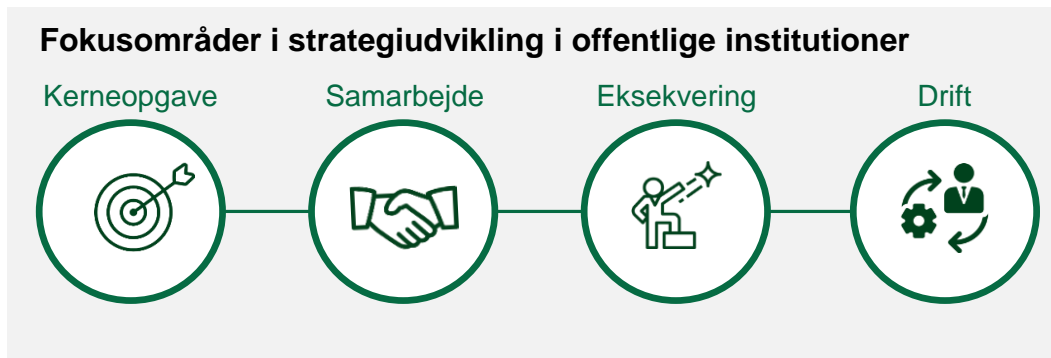 Fokusområder i strategiudvikling i offentlige institutioner
Kerneopgave
Samarbejde
Eksekvering
Drift